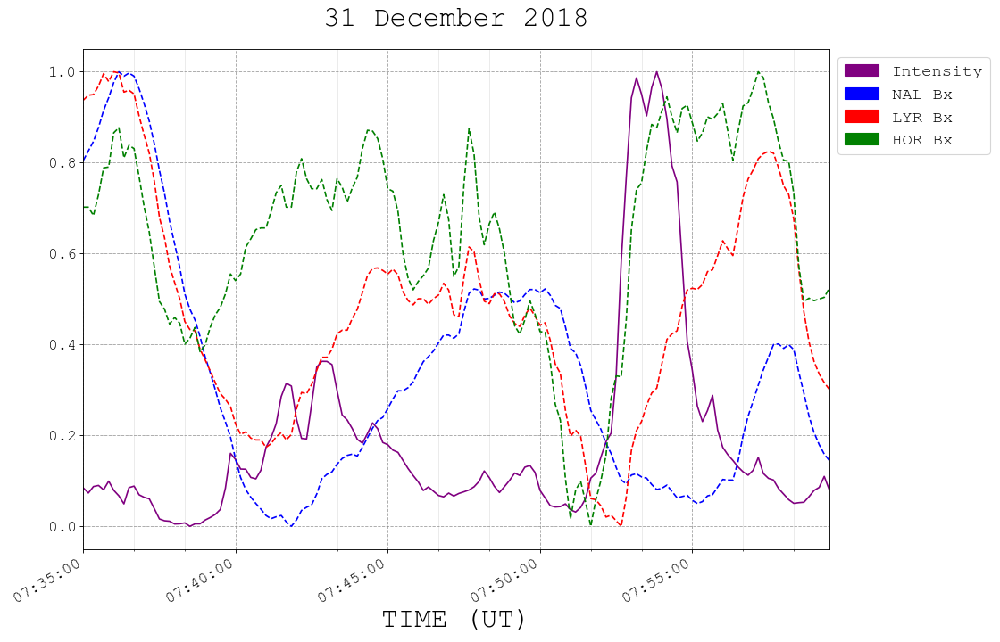 31 December 2018
1.0
0.8
0.6
0.4
0.2
0.0
07:35:00
07:40:00
07:45:00
07:50:00
07:55:00
TIME (UT)
Intensity
NAL Bx
LYR Bx
HOR Bx